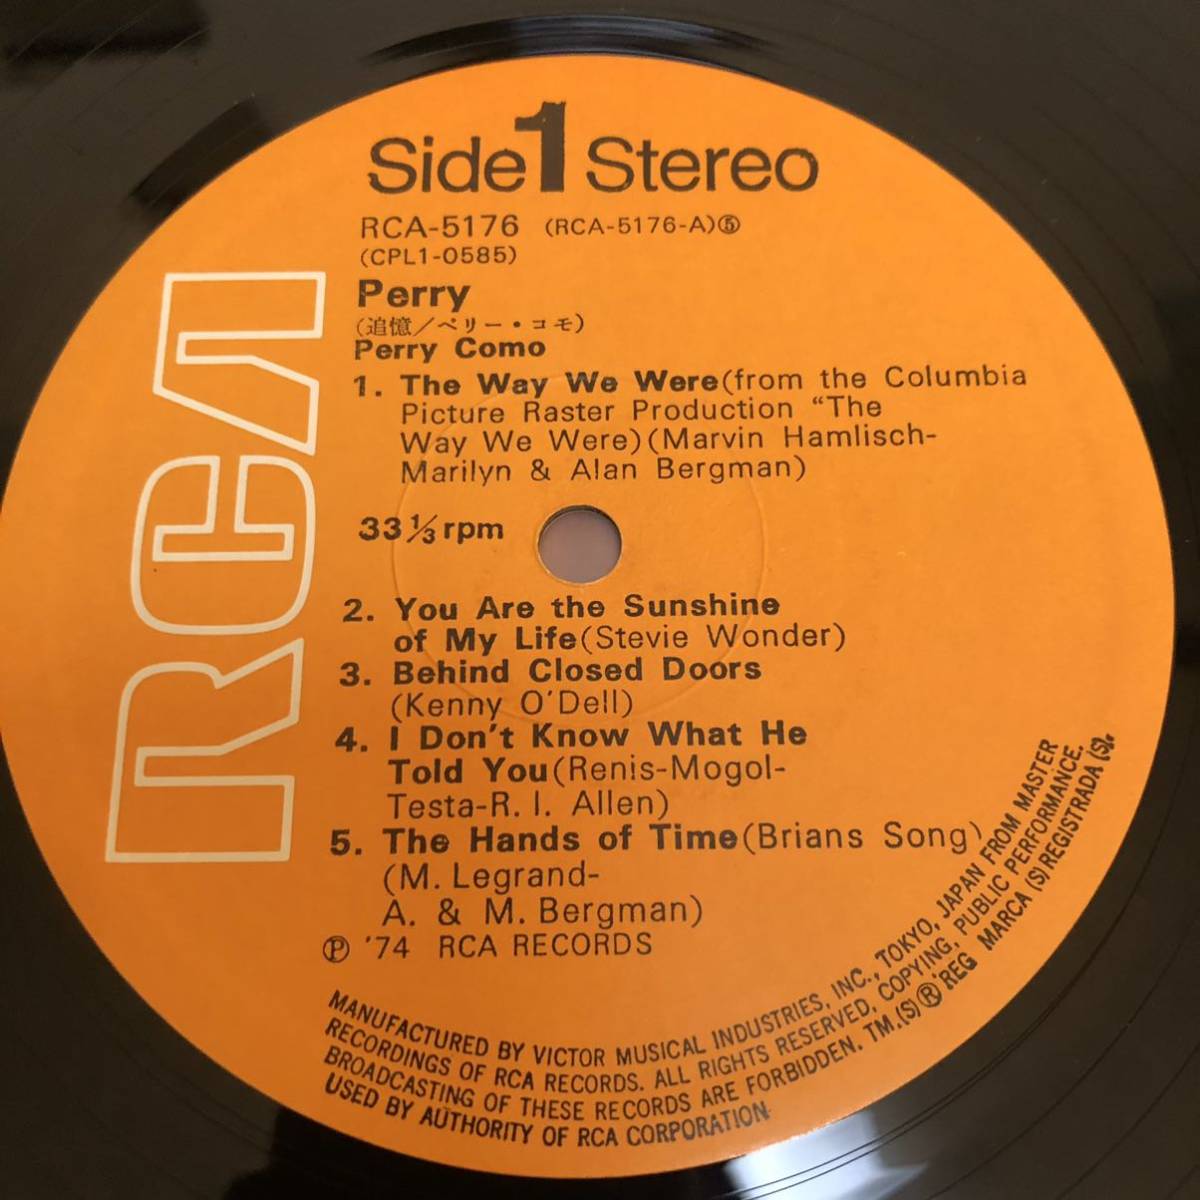 Side 1 Stereo
RCA-5176 (RCA-5176-A)⑤
(CPL1-0585)
Perry
(追憶/ペリー・コモ)
Perry Como
1. The Way We Were(from the Columbia
Picture Raster Production “The
Way We Were)(Marvin Hamlisch-
Marilyn & Alan Bergman)
33⅓rpm
2. You Are the Sunshine
of My Life(Stevie Wonder)
3. Behind Closed Doors
(Kenny O'Dell)
4. I Don't Know What He
Told You(Renis-Mogol-
Testa-R. I. Allen)
5. The Hands of Time(Brians Song)
(M. Legrand-
A. & M. Bergman)
Ⓟ '74 RCA RECORDS
RCA
MANUFACTURED BY VICTOR MUSICAL INDUSTRIES, INC., TOKYO, JAPAN FROM MASTER
RECORDINGS OF RCA RECORDS. ALL RIGHTS RESERVED, COPYING, PUBLIC PERFORMANCE,
BROADCASTING OF THESE RECORDS ARE FORBIDDEN. TM.(S)® REG MARCA (S)REGISTRADA (S).
USED BY AUTHORITY OF RCA CORPORATION